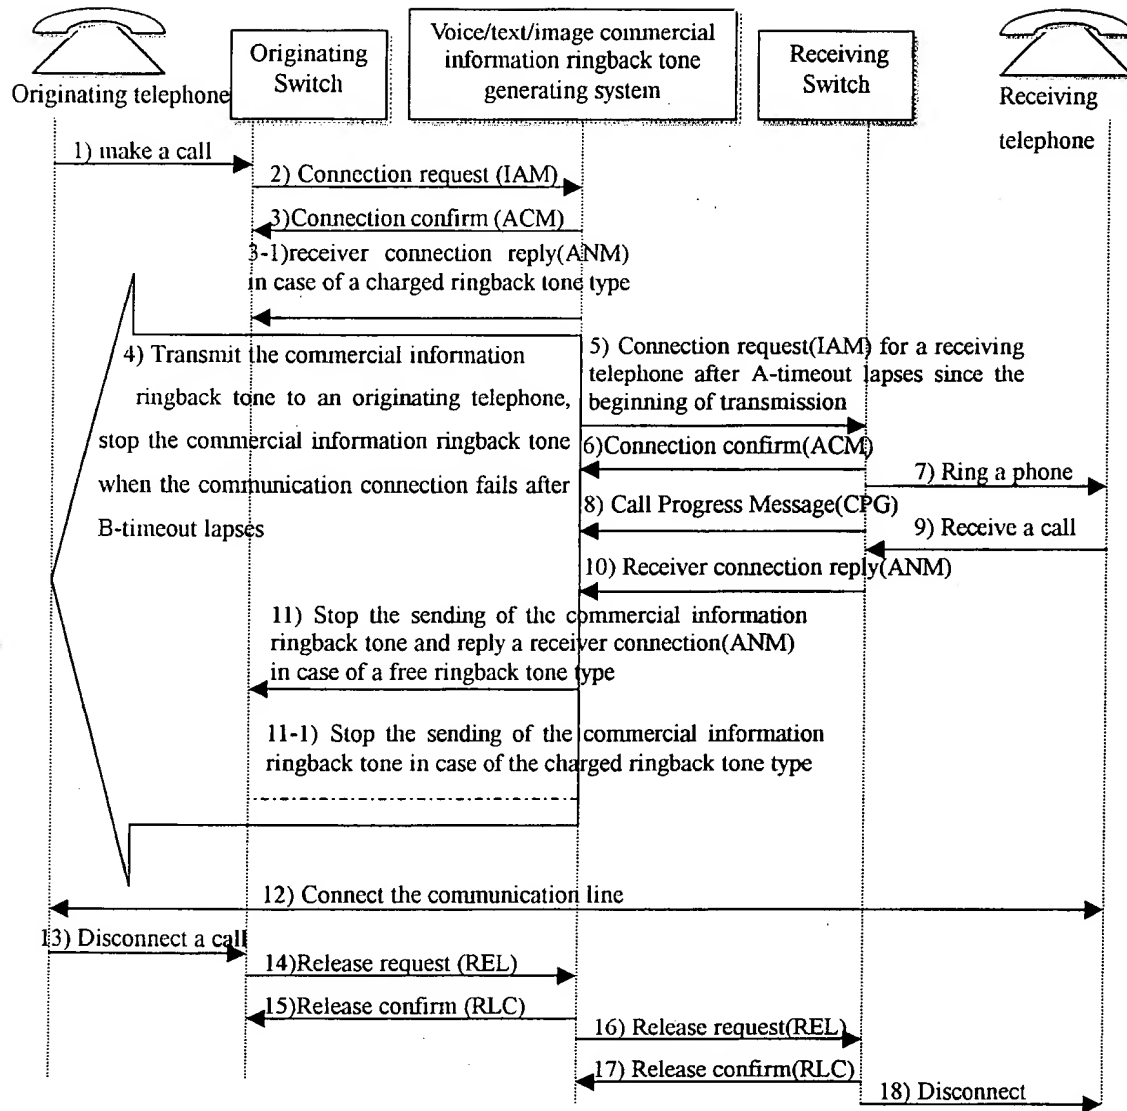 Originating telephone
Originating
Switch
Voice/text/image commercial
information ringback tone
generating system
Receiving
Switch
Receiving
telephone
1) make a call
2) Connection request (IAM)
3)Connection confirm (ACM)
3-1)receiver connection reply(ANM)
in case of a charged ringback tone type
4) Transmit the commercial information
ringback tone to an originating telephone,
stop the commercial information ringback tone
when the communication connection fails after
B-timeout lapses
5) Connection request(IAM) for a receiving
telephone after A-timeout lapses since the
beginning of transmission
6)Connection confirm(ACM)
7) Ring a phone
8) Call Progress Message(CPG)
9) Receive a call
10) Receiver connection reply(ANM)
11) Stop the sending of the commercial information
ringback tone and reply a receiver connection(ANM)
in case of a free ringback tone type
11-1) Stop the sending of the commercial information
ringback tone in case of the charged ringback tone type
12) Connect the communication line
13) Disconnect a call
14)Release request (REL)
15)Release confirm (RLC)
16) Release request(REL)
17) Release confirm(RLC)
18) Disconnect